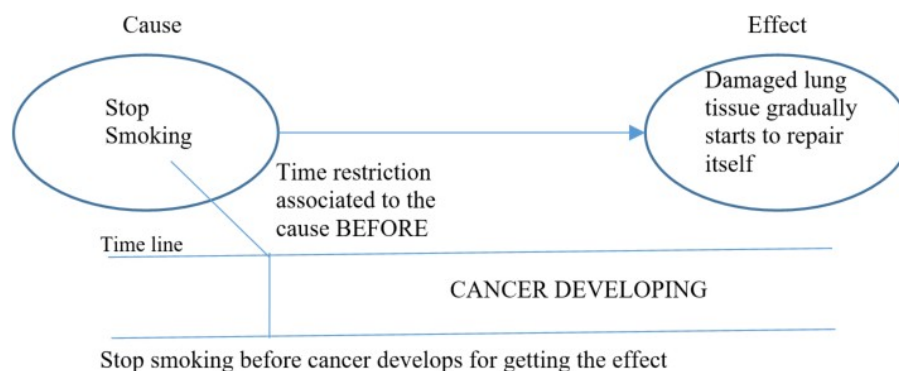 Cause
Effect
Stop
Smoking
Damaged lung
tissue gradually
starts to repair
itself
Time restriction
associated to the
cause BEFORE
Time line
CANCER DEVELOPING
Stop smoking before cancer develops for getting the effect